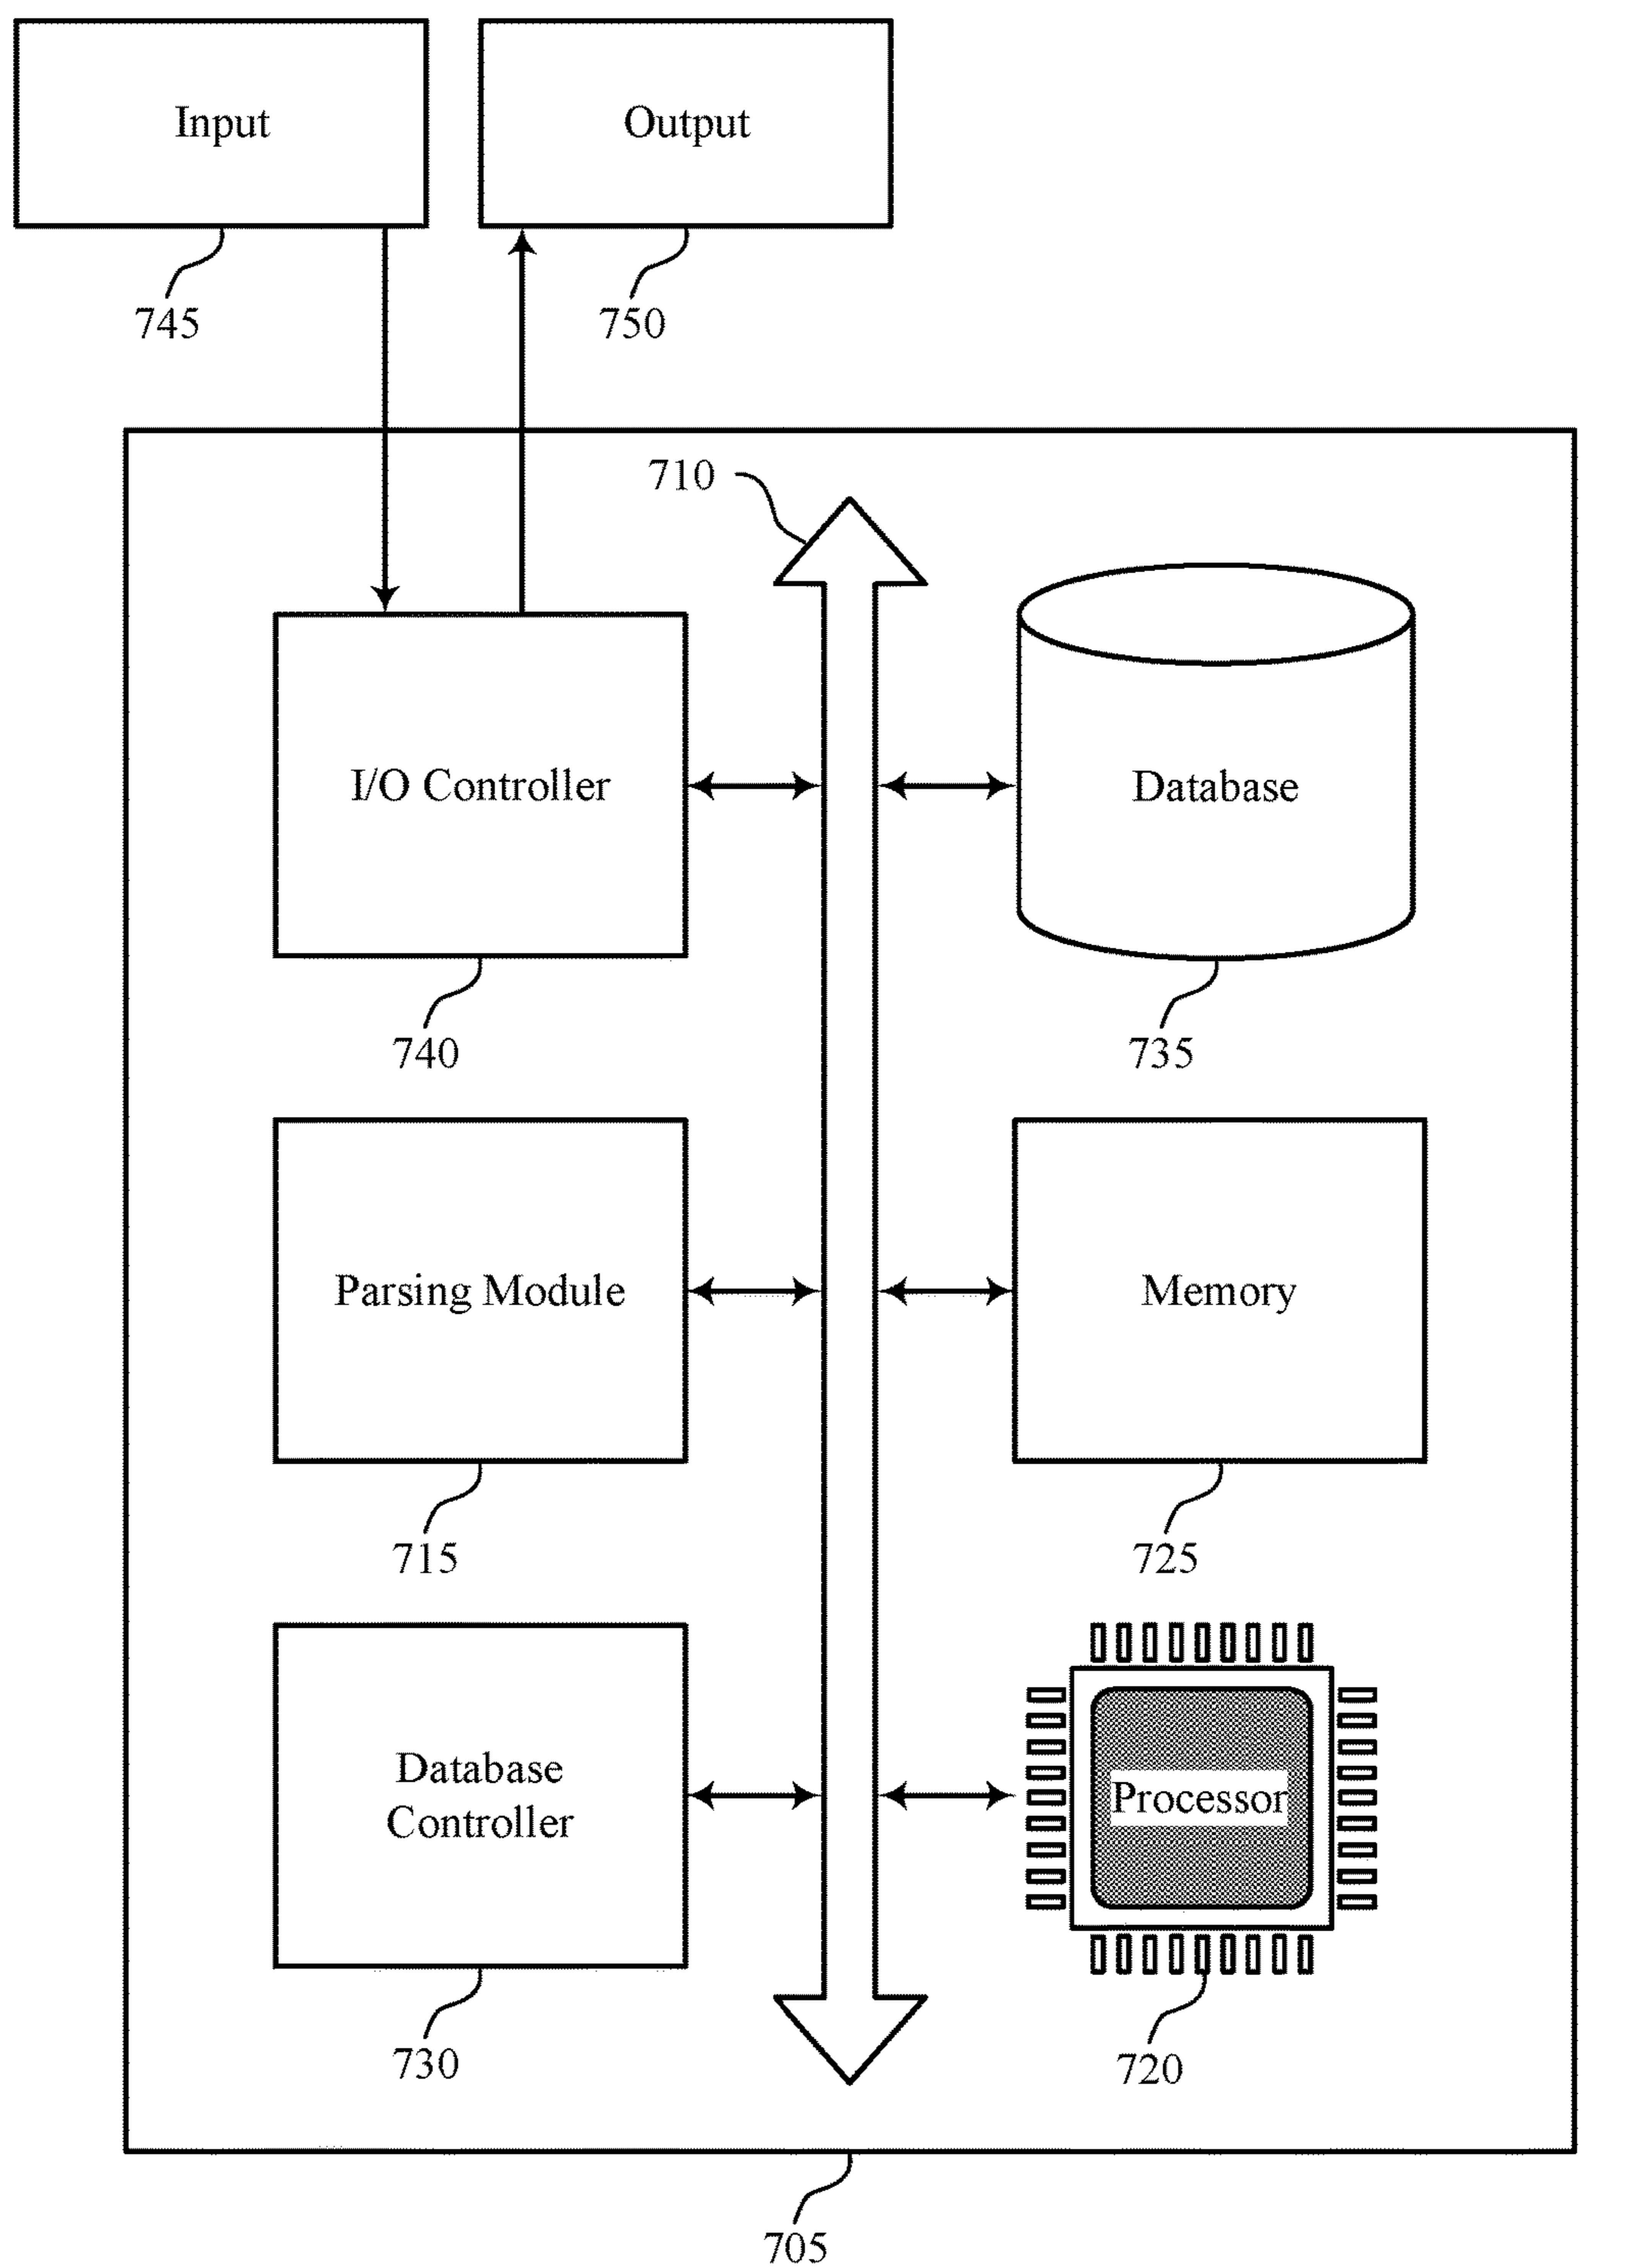 Input
Output
745
750
710
I/O Controller
Database
740
735
Parsing Module
Memory
715
725
Database
Controller
Processor
730
720
705